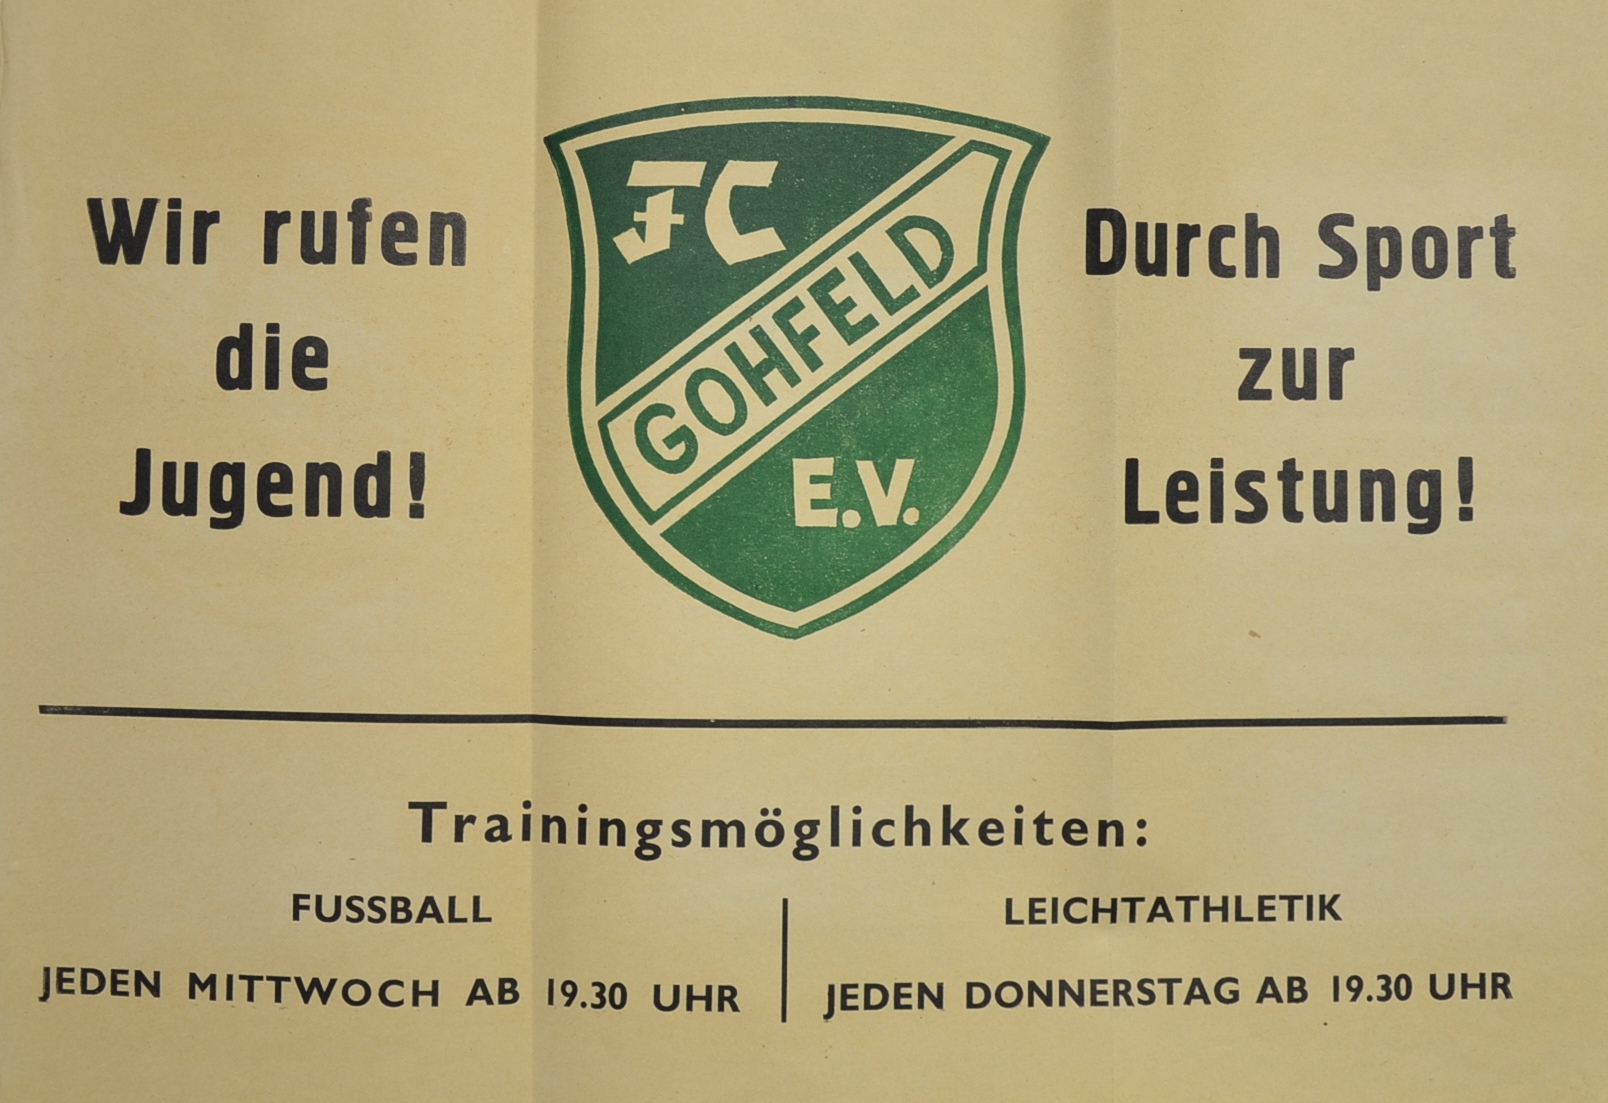 Wir rufen
die
Jugend!
FC
GOHFELD
E.V.
Durch Sport
zur
Leistung!
Trainingsmöglichkeiten:
FUSSBALL
JEDEN MITTWOCH AB 19.30 UHR
LEICHTATHLETIK
JEDEN DONNERSTAG AB 19.30 UHR